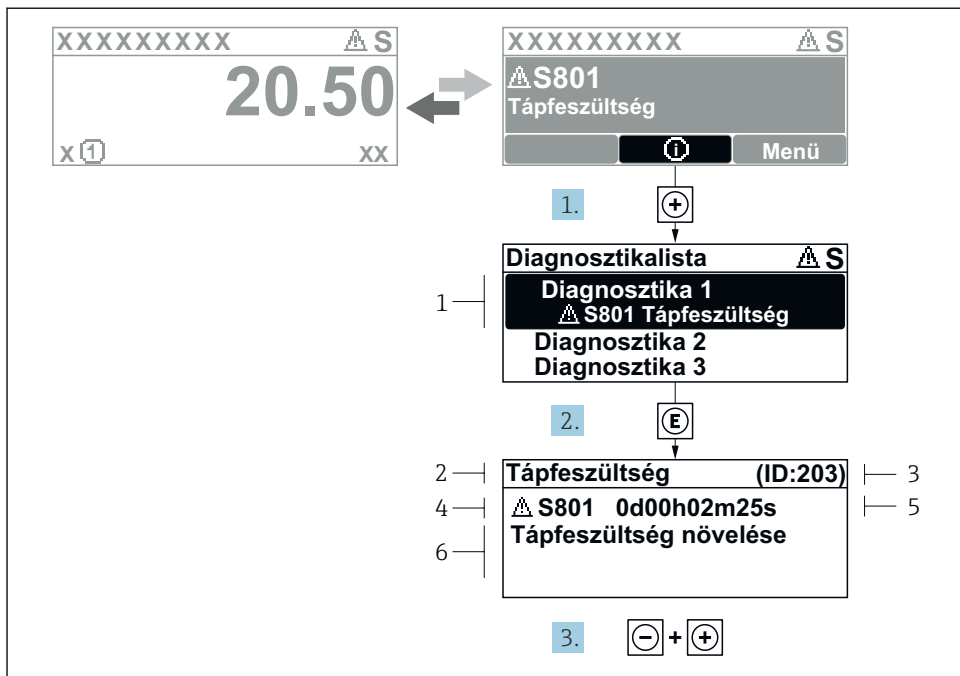 XXXXXXXXX ⚠ S
20.50
x ① xx
XXXXXXXXX ⚠ S
⚠ S801
Tápfeszültség
ⓘ Menü
1. +
Diagnosztikalista ⚠ S
1 Diagnosztika 1
⚠ S801 Tápfeszültség
Diagnosztika 2
Diagnosztika 3
2. E
2 Tápfeszültség (ID:203) 3
4 ⚠ S801 0d00h02m25s 5
6 Tápfeszültség növelése
3. - + +